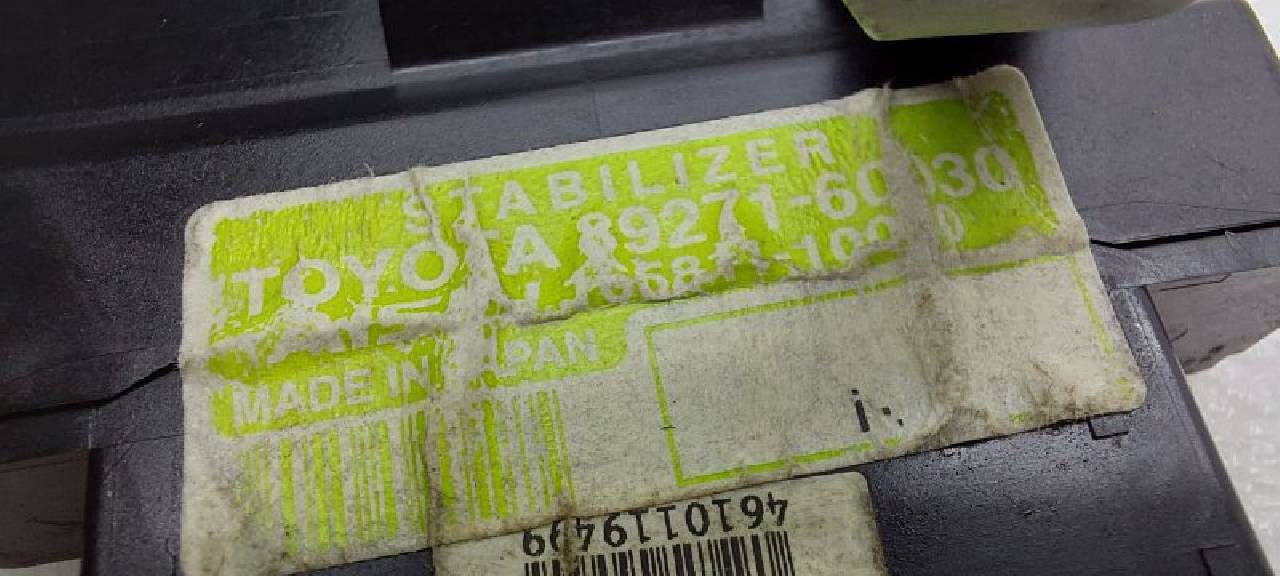 STABILIZER
TOYOTA 89271-60030
MADE IN JAPAN
4610119499